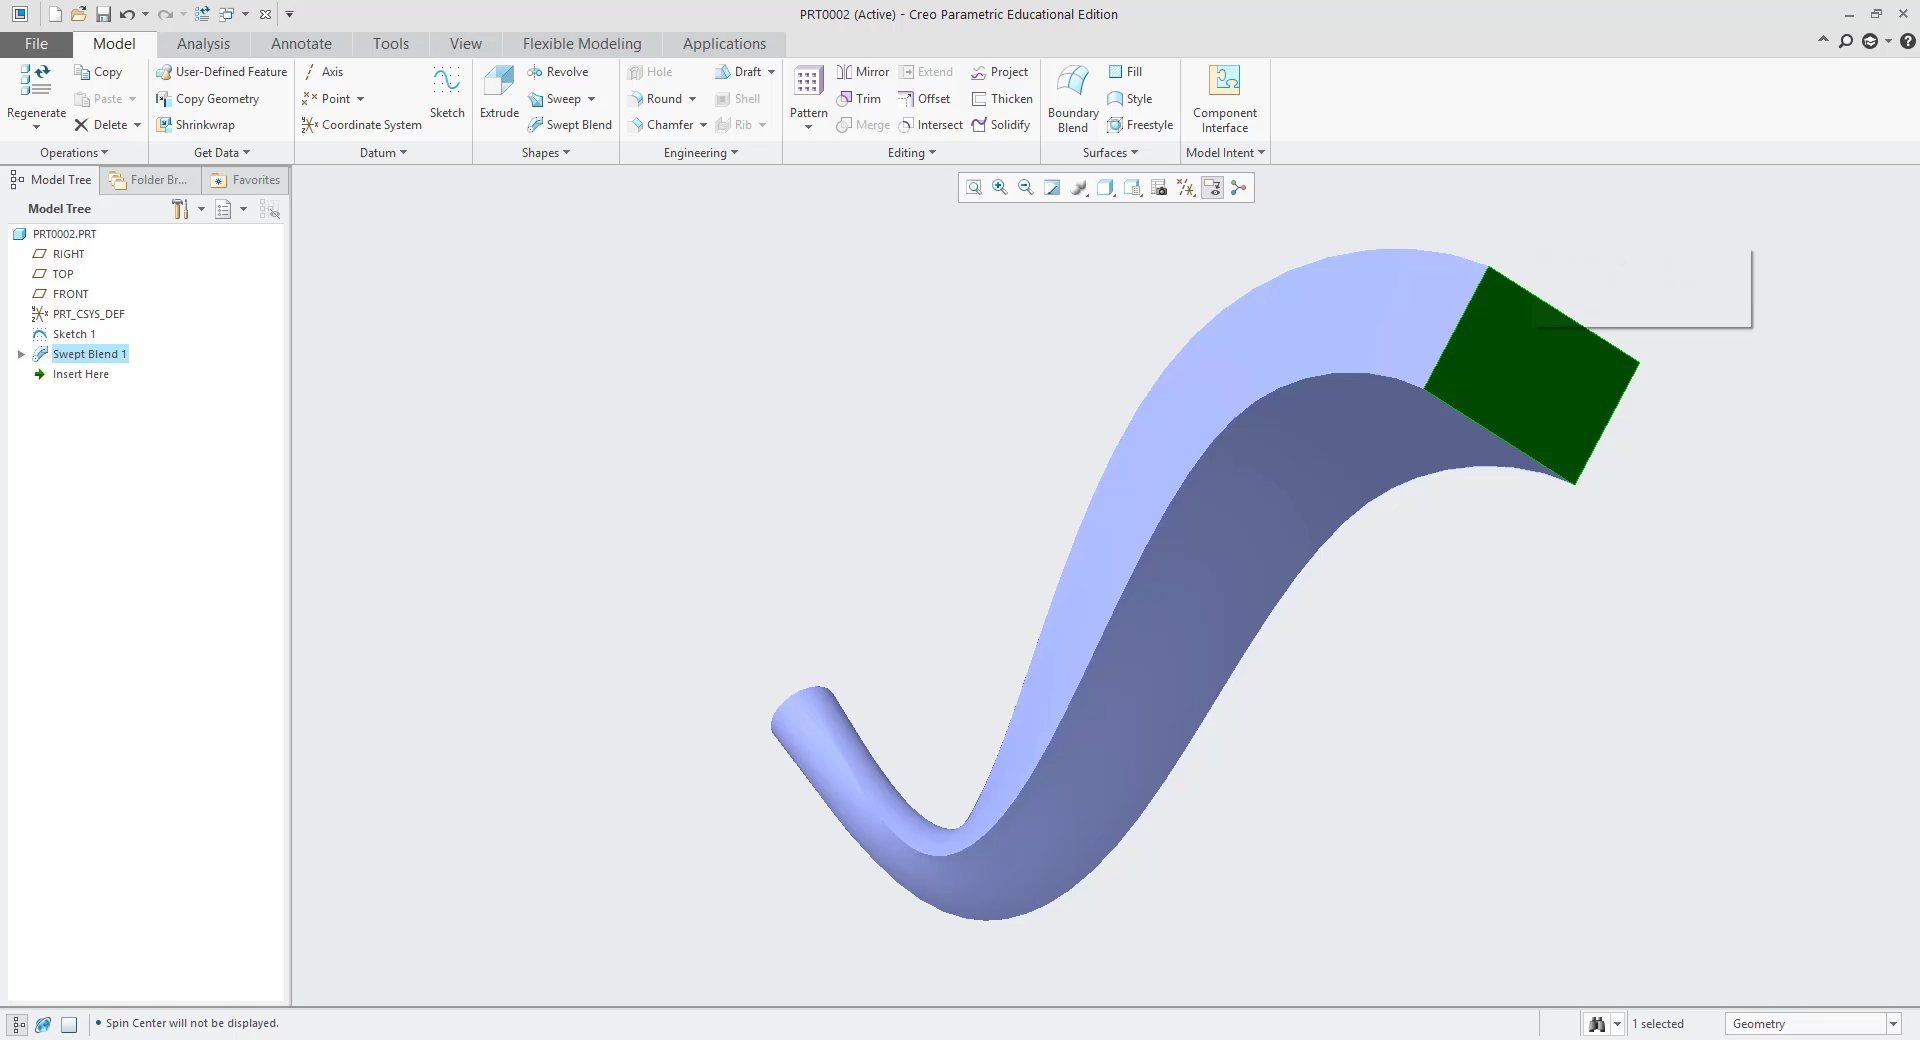 PRT0002 (Active) - Creo Parametric Educational Edition
File Model Analysis Annotate Tools View Flexible Modeling Applications
Regenerate
Copy
Paste
Delete
Operations
User-Defined Feature
Copy Geometry
Shrinkwrap
Get Data
Axis
Point
Coordinate System
Sketch
Datum
Extrude
Revolve
Sweep
Swept Blend
Shapes
Hole
Round
Chamfer
Draft
Shell
Rib
Engineering
Pattern
Mirror
Trim
Merge
Extend
Offset
Intersect
Project
Thicken
Solidify
Editing
Boundary
Blend
Fill
Style
Freestyle
Surfaces
Component
Interface
Model Intent
Model Tree Folder Br... Favorites
Model Tree
PRT0002.PRT
RIGHT
TOP
FRONT
PRT_CSYS_DEF
Sketch 1
Swept Blend 1
Insert Here
• Spin Center will not be displayed.
1 selected
Geometry